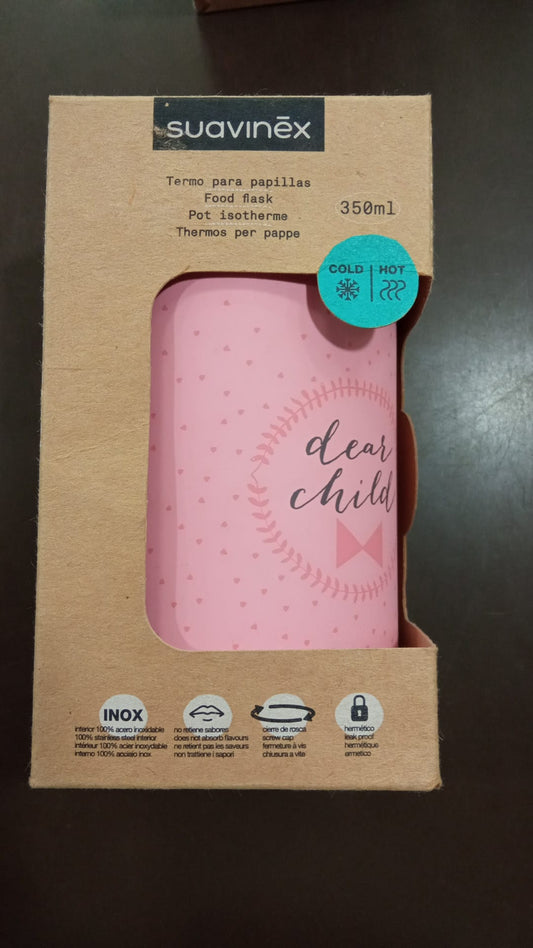 suavinēx
Termo para papillas
Food flask
Pot isotherme
Thermos per pappe
350ml
COLD | HOT
dear
child
INOX
interior 100% acero inoxidable
100% stainless steel interior
intérieur 100% acier inoxydable
interno 100% acciaio inox
no retiene sabores
does not absorb flavours
ne retient pas les saveurs
non trattiene i sapori
cierre de rosca
screw cap
fermeture à vis
chiusura a vite
hermético
leak proof
hermétique
ermetico